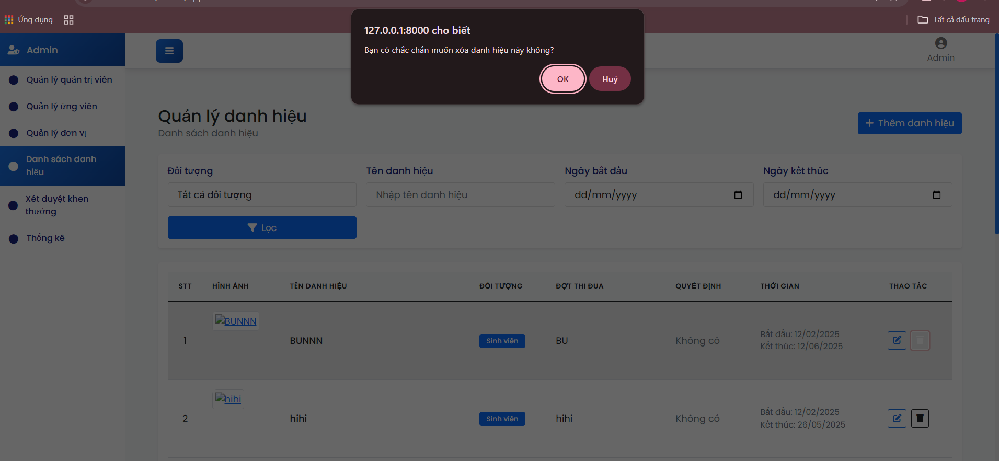 Ứng dụng
Tất cả dấu trang
127.0.0.1:8000 cho biết
Bạn có chắc chắn muốn xóa danh hiệu này không?
OK
Huỷ
Admin
Admin
Quản lý quản trị viên
Quản lý ứng viên
Quản lý đơn vị
Danh sách danh
hiệu
Xét duyệt khen
thưởng
Thống kê
Quản lý danh hiệu
Danh sách danh hiệu
Thêm danh hiệu
Đối tượng
Tên danh hiệu
Ngày bắt đầu
Ngày kết thúc
Tất cả đối tượng
Nhập tên danh hiệu
dd/mm/yyyy
dd/mm/yyyy
Lọc
STT HÌNH ẢNH TÊN DANH HIỆU ĐỐI TƯỢNG ĐỢT THI ĐUA QUYẾT ĐỊNH THỜI GIAN THAO TÁC
BUNNN
1 BUNNN Sinh viên BU Không có
Bắt đầu: 12/02/2025
Kết thúc: 12/06/2025
hihi
2 hihi Sinh viên hihi Không có
Bắt đầu: 12/02/2025
Kết thúc: 26/05/2025